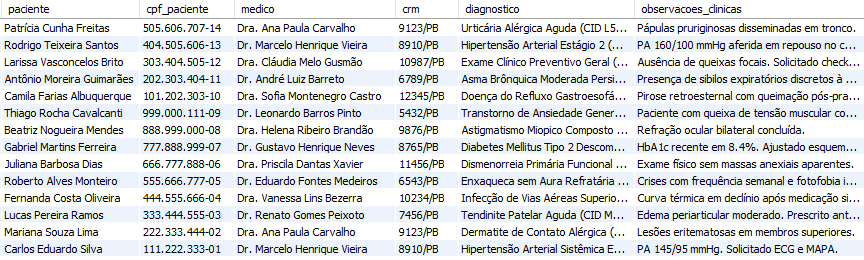 paciente cpf_paciente medico crm diagnostico observacoes_clinicas
Patrícia Cunha Freitas 505.606.707-14 Dra. Ana Paula Carvalho 9123/PB Urticária Alérgica Aguda (CID L5... Pápulas pruriginosas disseminadas em tronco.
Rodrigo Teixeira Santos 404.505.606-13 Dr. Marcelo Henrique Vieira 8910/PB Hipertensão Arterial Estágio 2 (... PA 160/100 mmHg aferida em repouso no c...
Larissa Vasconcelos Brito 303.404.505-12 Dra. Cláudia Melo Gusmão 10987/PB Exame Clínico Preventivo Geral (... Ausência de queixas focais. Solicitado check...
Antônio Moreira Guimarães 202.303.404-11 Dr. André Luiz Barreto 6789/PB Asma Brônquica Moderada Persi... Presença de sibilos expiratórios discretos à ...
Camila Farias Albuquerque 101.202.303-10 Dra. Sofia Montenegro Castro 12345/PB Doença do Refluxo Gastroesofá... Pirose retroesternal com queimação pós-pra...
Thiago Rocha Cavalcanti 999.000.111-09 Dr. Leonardo Barros Pinto 5432/PB Transtorno de Ansiedade Gener... Paciente com queixa de tensão muscular co...
Beatriz Nogueira Mendes 888.999.000-08 Dra. Helena Ribeiro Brandão 9876/PB Astigmatismo Miopico Composto ... Refração ocular bilateral concluída.
Gabriel Martins Ferreira 777.888.999-07 Dr. Gustavo Henrique Neves 8765/PB Diabetes Mellitus Tipo 2 Descom... HbA1c recente em 8.4%. Ajustado esquem...
Juliana Barbosa Dias 666.777.888-06 Dra. Priscila Dantas Xavier 11456/PB Dismenorreia Primária Funcional ... Exame físico sem massas anexiais aparentes.
Roberto Alves Monteiro 555.666.777-05 Dr. Eduardo Fontes Medeiros 6543/PB Enxaqueca sem Aura Refratária ... Crises com frequência semanal e fotofobia i...
Fernanda Costa Oliveira 444.555.666-04 Dra. Vanessa Lins Bezerra 10234/PB Infecção de Vias Aéreas Superio... Curva térmica em declínio após medicação si...
Lucas Pereira Ramos 333.444.555-03 Dr. Renato Gomes Peixoto 7456/PB Tendinite Patelar Aguda (CID M... Edema periarticular moderado. Prescrito ant...
Mariana Souza Lima 222.333.444-02 Dra. Ana Paula Carvalho 9123/PB Dermatite de Contato Alérgica (... Lesões eritematosas em membros superiores.
Carlos Eduardo Silva 111.222.333-01 Dr. Marcelo Henrique Vieira 8910/PB Hipertensão Arterial Sistêmica E... PA 145/95 mmHg. Solicitado ECG e MAPA.